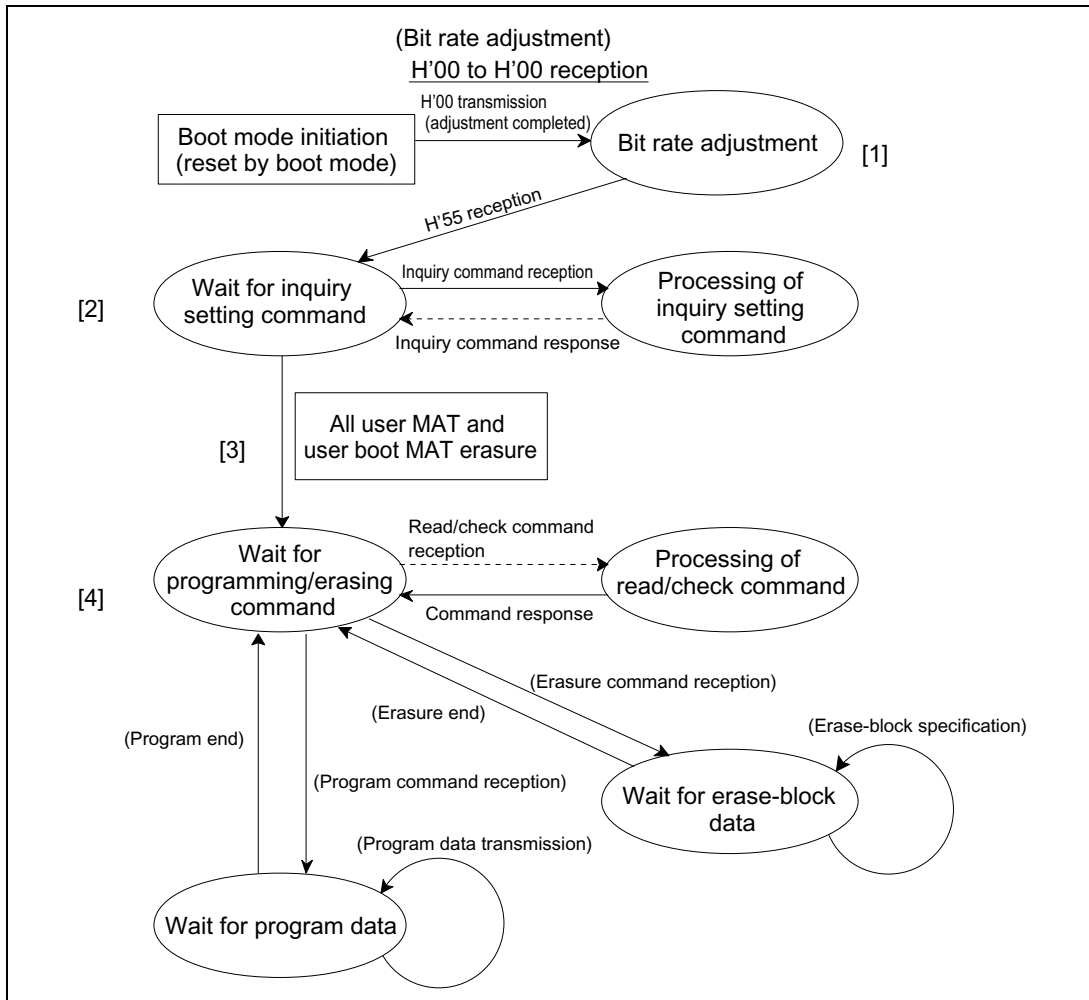 (Bit rate adjustment)
H'00 to H'00 reception
H'00 transmission
(adjustment completed)
Boot mode initiation
(reset by boot mode)
Bit rate adjustment
[1]
H'55 reception
[2]
Wait for inquiry
setting command
Inquiry command reception
Inquiry command response
Processing of
inquiry setting
command
[3]
All user MAT and
user boot MAT erasure
[4]
Wait for
programming/erasing
command
Read/check command
reception
Command response
Processing of
read/check command
(Erasure command reception)
(Erasure end)
(Program end)
(Program command reception)
(Erase-block specification)
Wait for erase-block
data
(Program data transmission)
Wait for program data